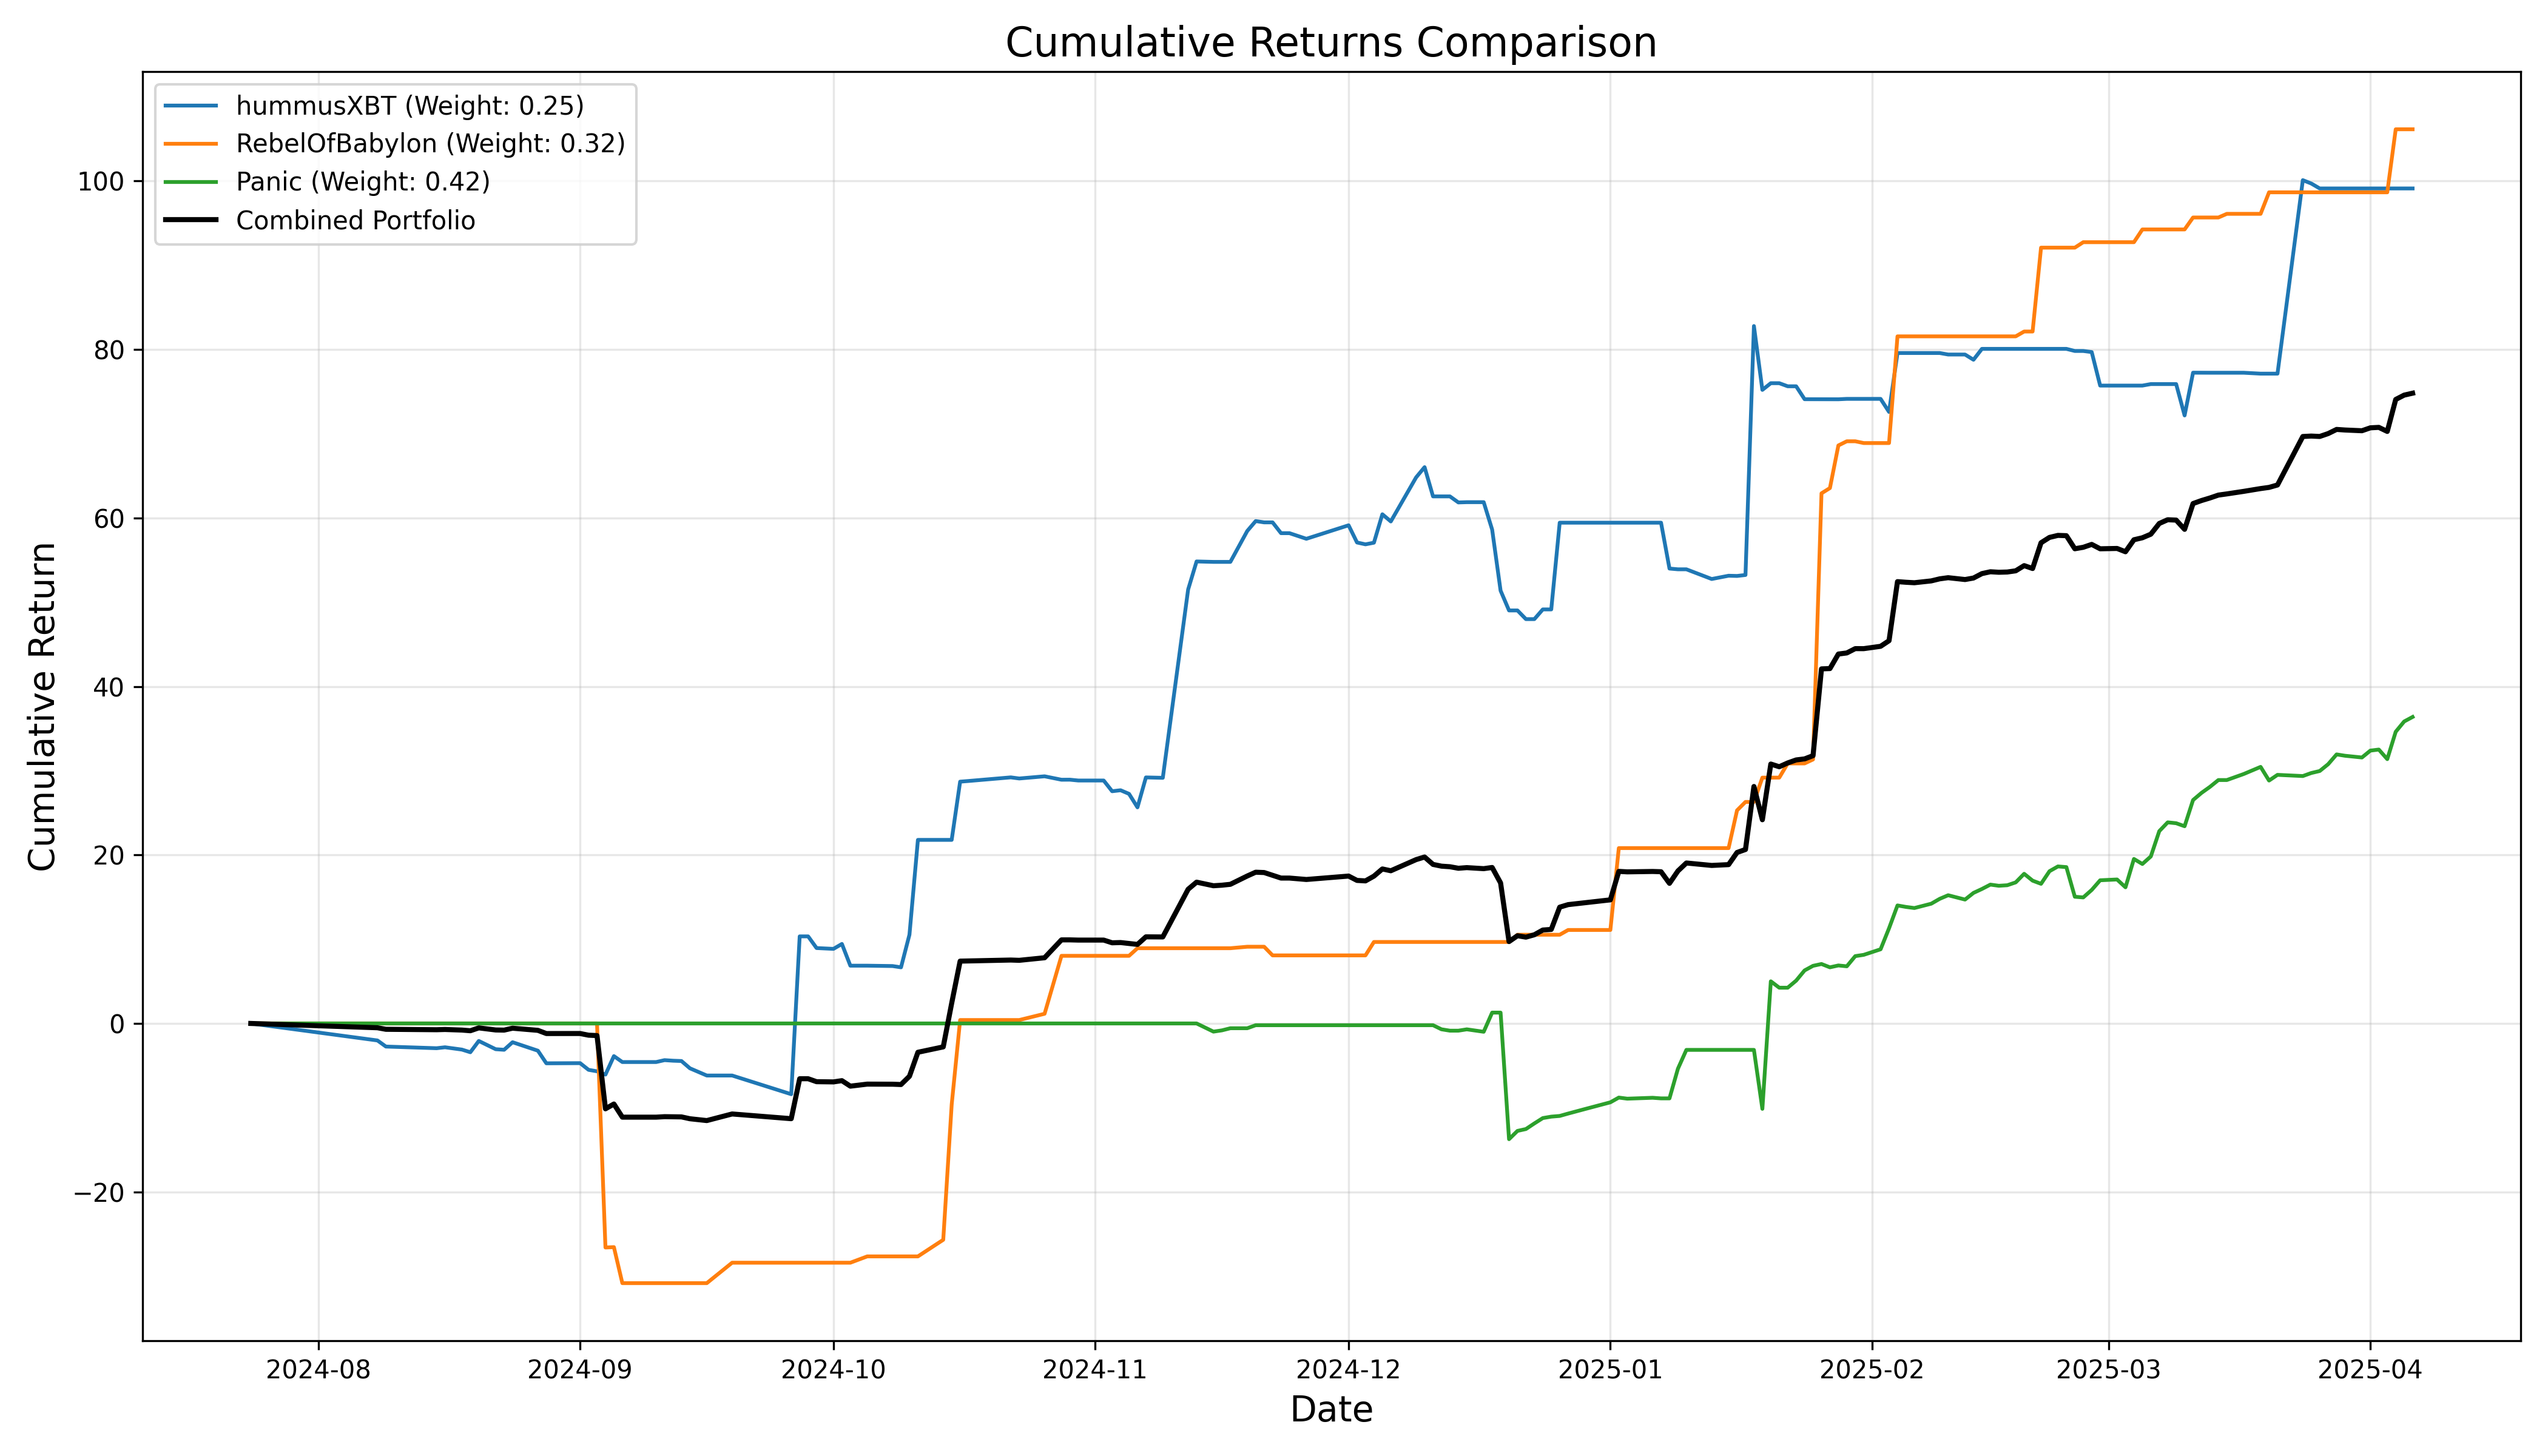 Cumulative Returns Comparison
hummusXBT (Weight: 0.25)
RebelOfBabylon (Weight: 0.32)
Panic (Weight: 0.42)
Combined Portfolio
Cumulative Return
100
80
60
40
20
0
−20
2024-08
2024-09
2024-10
2024-11
2024-12
2025-01
2025-02
2025-03
2025-04
Date